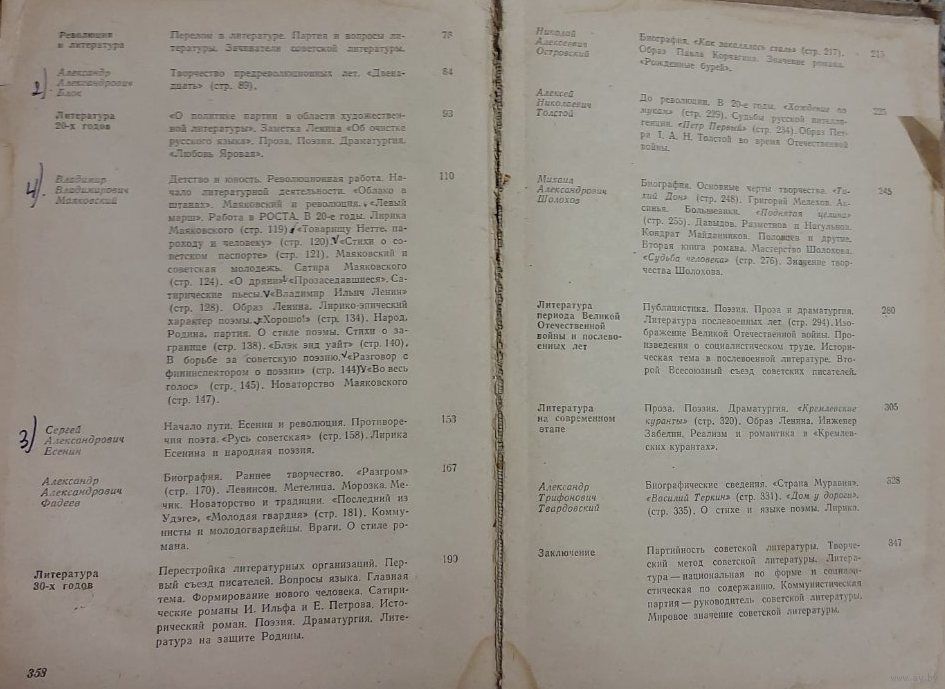 Революция
и литература
Перелом в литературе. Партия и вопросы ли-
тературы. Зачинатели советской литературы.
78
2)
Александр
Александрович
Блок
Творчество предреволюционных лет. «Двена-
дцать» (стр. 89).
84
Литература
20-х годов
«О политике партии в области художествен-
ной литературы». Заметка Ленина «Об очистке
русского языка». Проза. Поэзия. Драматургия.
«Любовь Яровая».
93
4)
Владимир
Владимирович
Маяковский
Детство и юность. Революционная работа. На-
чало литературной деятельности. «Облако в
штанах». Маяковский и революция. «Левый
марш». Работа в РОСТА. В 20-е годы. Лирика
Маяковского (стр. 119). «Товарищу Нетте, па-
роходу и человеку» (стр. 120). «Стихи о со-
ветском паспорте» (стр. 121). Маяковский и
советская молодежь. Сатира Маяковского
(стр. 124). «О дряни». «Прозаседавшиеся». Са-
тирические пьесы. «Владимир Ильич Ленин»
(стр. 128). Образ Ленина. Лирико-эпический
характер поэмы. «Хорошо!» (стр. 134). Народ,
Родина, партия. О стиле поэмы. Стихи о за-
границе (стр. 138). «Блэк энд уайт» (стр. 140).
В борьбе за советскую поэзию. «Разговор с
фининспектором о поэзии» (стр. 144). «Во весь
голос» (стр. 145). Новаторство Маяковского
(стр. 147).
110
3)
Сергей
Александрович
Есенин
Начало пути. Есенин и революция. Противоре-
чия поэта. «Русь советская» (стр. 158). Лирика
Есенина и народная поэзия.
153
Александр
Александрович
Фадеев
Биография. Раннее творчество. «Разгром»
(стр. 170). Левинсон. Метелица. Морозка. Ме-
чик. Новаторство и традиции. «Последний из
Удэге», «Молодая гвардия» (стр. 181). Комму-
нисты и молодогвардейцы. Враги. О стиле ро-
мана.
167
Литература
30-х годов
Перестройка литературных организаций. Пер-
вый съезд писателей. Вопросы языка. Главная
тема. Формирование нового человека. Сатири-
ческие романы И. Ильфа и Е. Петрова. Исто-
рический роман. Поэзия. Драматургия. Лите-
ратура на защите Родины.
190
358
Николай
Алексеевич
Островский
Биография. «Как закалялась сталь» (стр. 217).
Образ Павла Корчагина. Значение романа.
«Рожденные бурей».
215
Алексей
Николаевич
Толстой
До революции. В 20-е годы. «Хождение по
мукам» (стр. 229). Судьбы русской интелли-
генции. «Петр Первый» (стр. 234). Образ Пет-
ра I. А. Н. Толстой во время Отечественной
войны.
225
Михаил
Александрович
Шолохов
Биография. Основные черты творчества. «Ти-
хий Дон» (стр. 248). Григорий Мелехов. Ак-
синья. Большевики. «Поднятая целина»
(стр. 255). Давыдов. Разметнов и Нагульнов.
Кондрат Майданников. Половцев и другие.
Вторая книга романа. Мастерство Шолохова.
«Судьба человека» (стр. 276). Значение твор-
чества Шолохова.
245
Литература
периода Великой
Отечественной
войны и послево-
енных лет
Публицистика. Поэзия. Проза и драматургия.
Литература послевоенных лет (стр. 294). Изо-
бражение Великой Отечественной войны. Про-
изведения о социалистическом труде. Истори-
ческая тема в послевоенной литературе. Вто-
рой Всесоюзный съезд советских писателей.
280
Литература
на современном
этапе
Проза. Поэзия. Драматургия. «Кремлевские
куранты» (стр. 320). Образ Ленина. Инженер
Забелин. Реализм и романтика в «Кремлев-
ских курантах».
305
Александр
Трифонович
Твардовский
Биографические сведения. «Страна Муравия».
«Василий Теркин» (стр. 331). «Дом у дороги».
(стр. 335). О стихе и языке поэмы. Лирика.
328
Заключение
Партийность советской литературы. Творче-
ский метод советской литературы. Литера-
тура — национальная по форме и социали-
стическая по содержанию. Коммунистическая
партия — руководитель советской литературы.
Мировое значение советской литературы.
347
www.ay.by